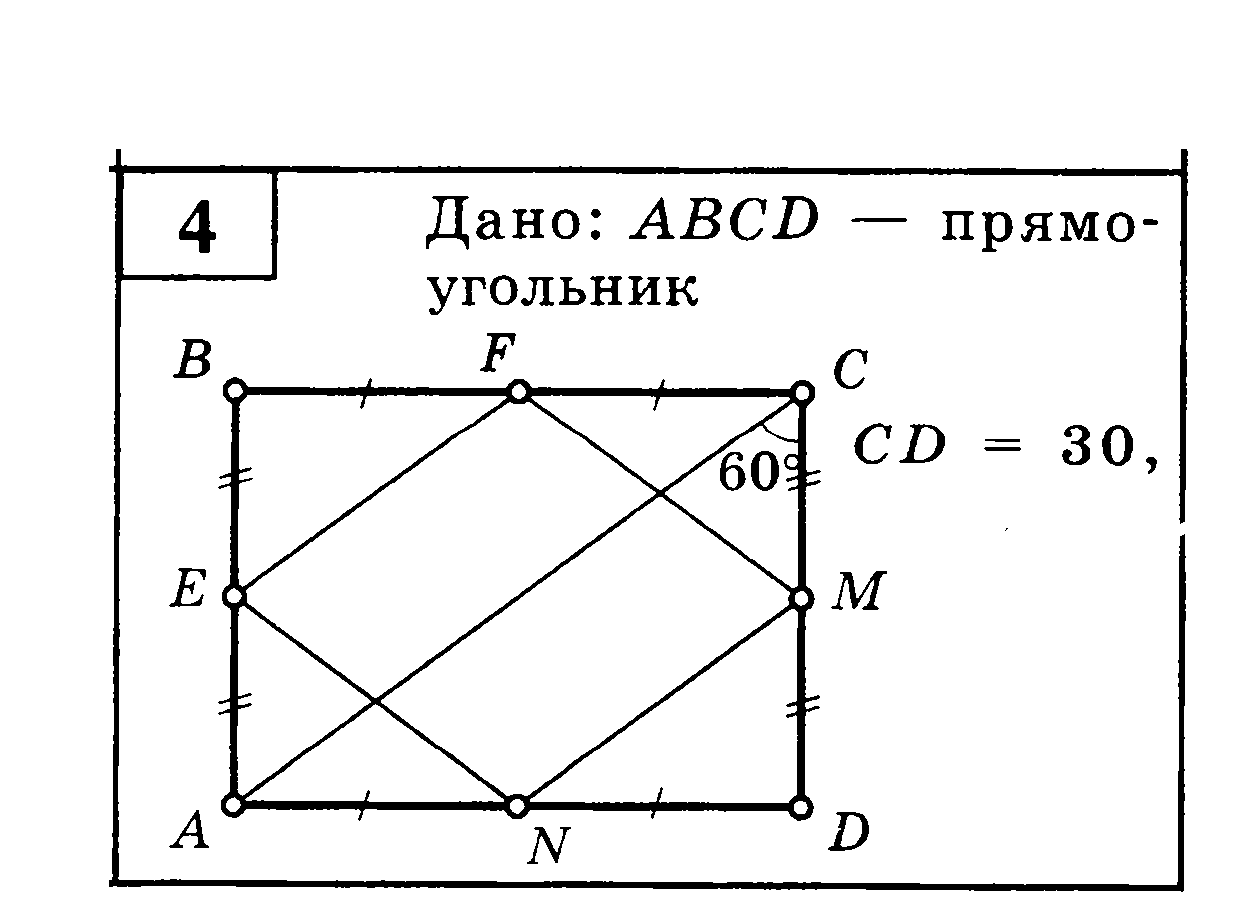 4
Дано: ABCD — прямо-
угольник
B F C
60° CD = 30,
E M
A N D